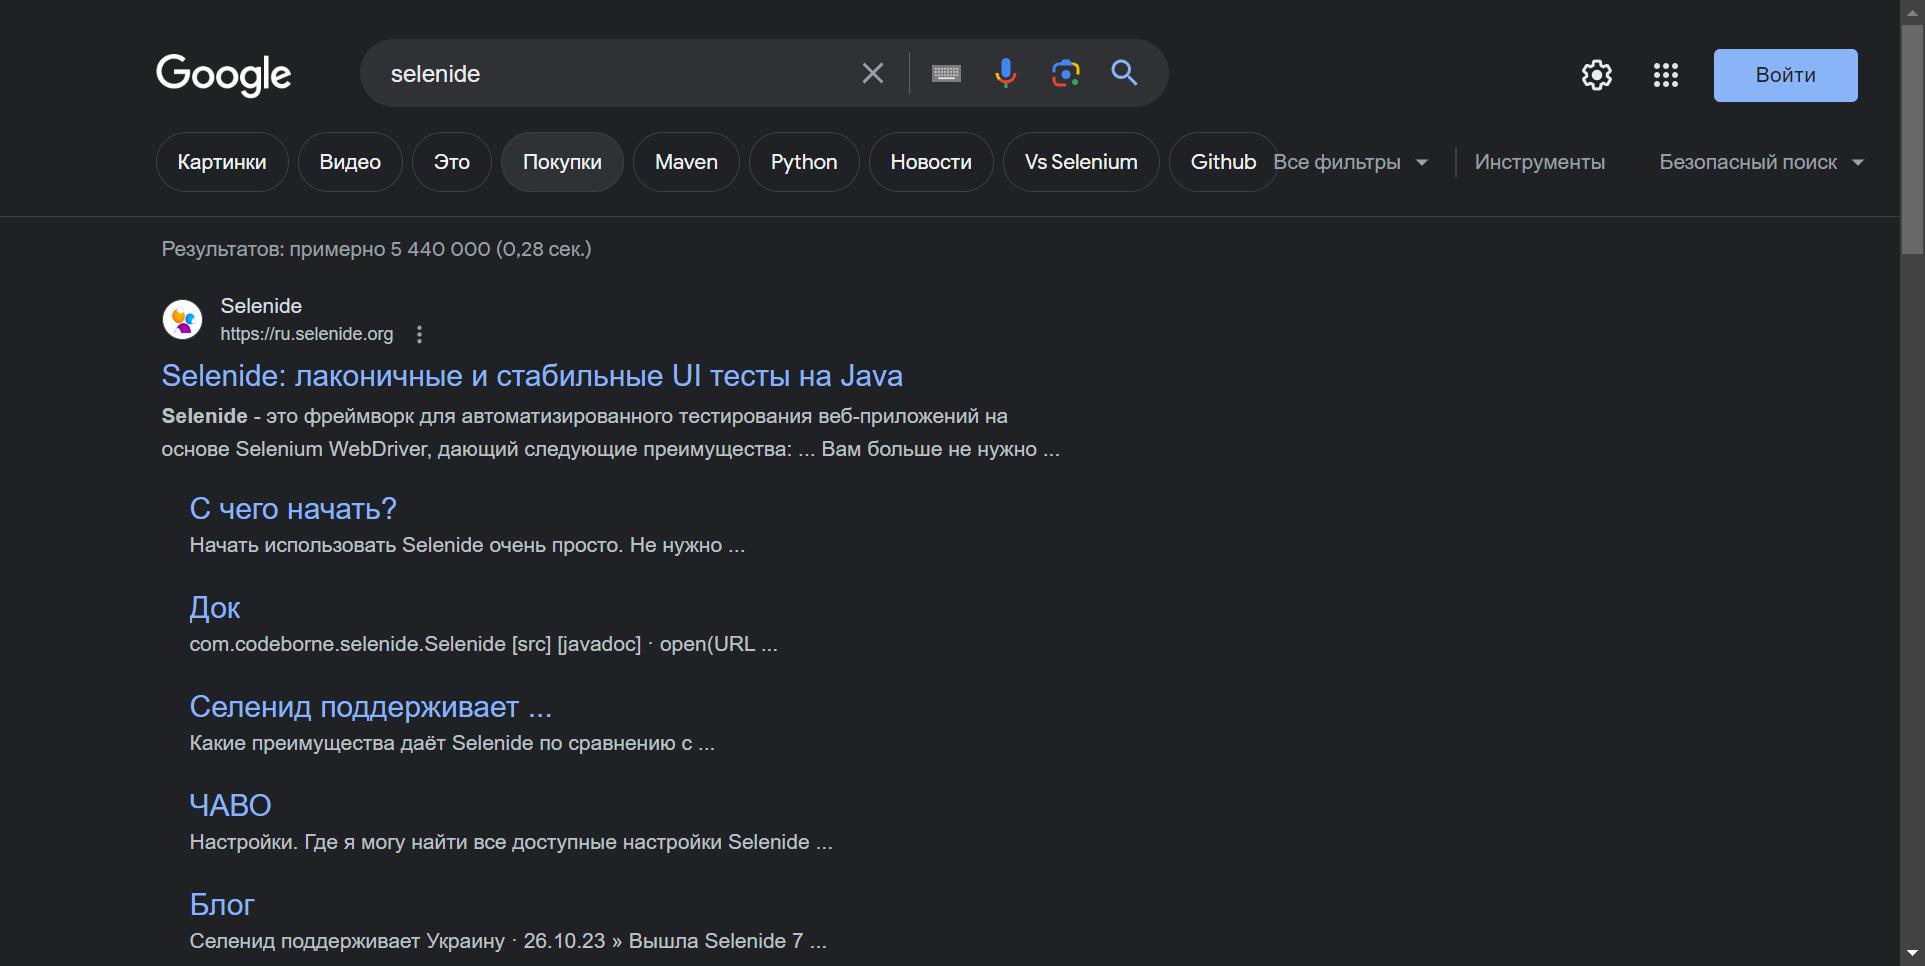 Google
selenide
Войти
Картинки
Видео
Это
Покупки
Maven
Python
Новости
Vs Selenium
Github
Все фильтры
Инструменты
Безопасный поиск
Результатов: примерно 5 440 000 (0,28 сек.)
Selenide
https://ru.selenide.org
Selenide: лаконичные и стабильные UI тесты на Java
Selenide - это фреймворк для автоматизированного тестирования веб-приложений на
основе Selenium WebDriver, дающий следующие преимущества: ... Вам больше не нужно ...
С чего начать?
Начать использовать Selenide очень просто. Не нужно ...
Док
com.codeborne.selenide.Selenide [src] [javadoc] · open(URL ...
Селенид поддерживает ...
Какие преимущества даёт Selenide по сравнению с ...
ЧАВО
Настройки. Где я могу найти все доступные настройки Selenide ...
Блог
Селенид поддерживает Украину · 26.10.23 » Вышла Selenide 7 ...